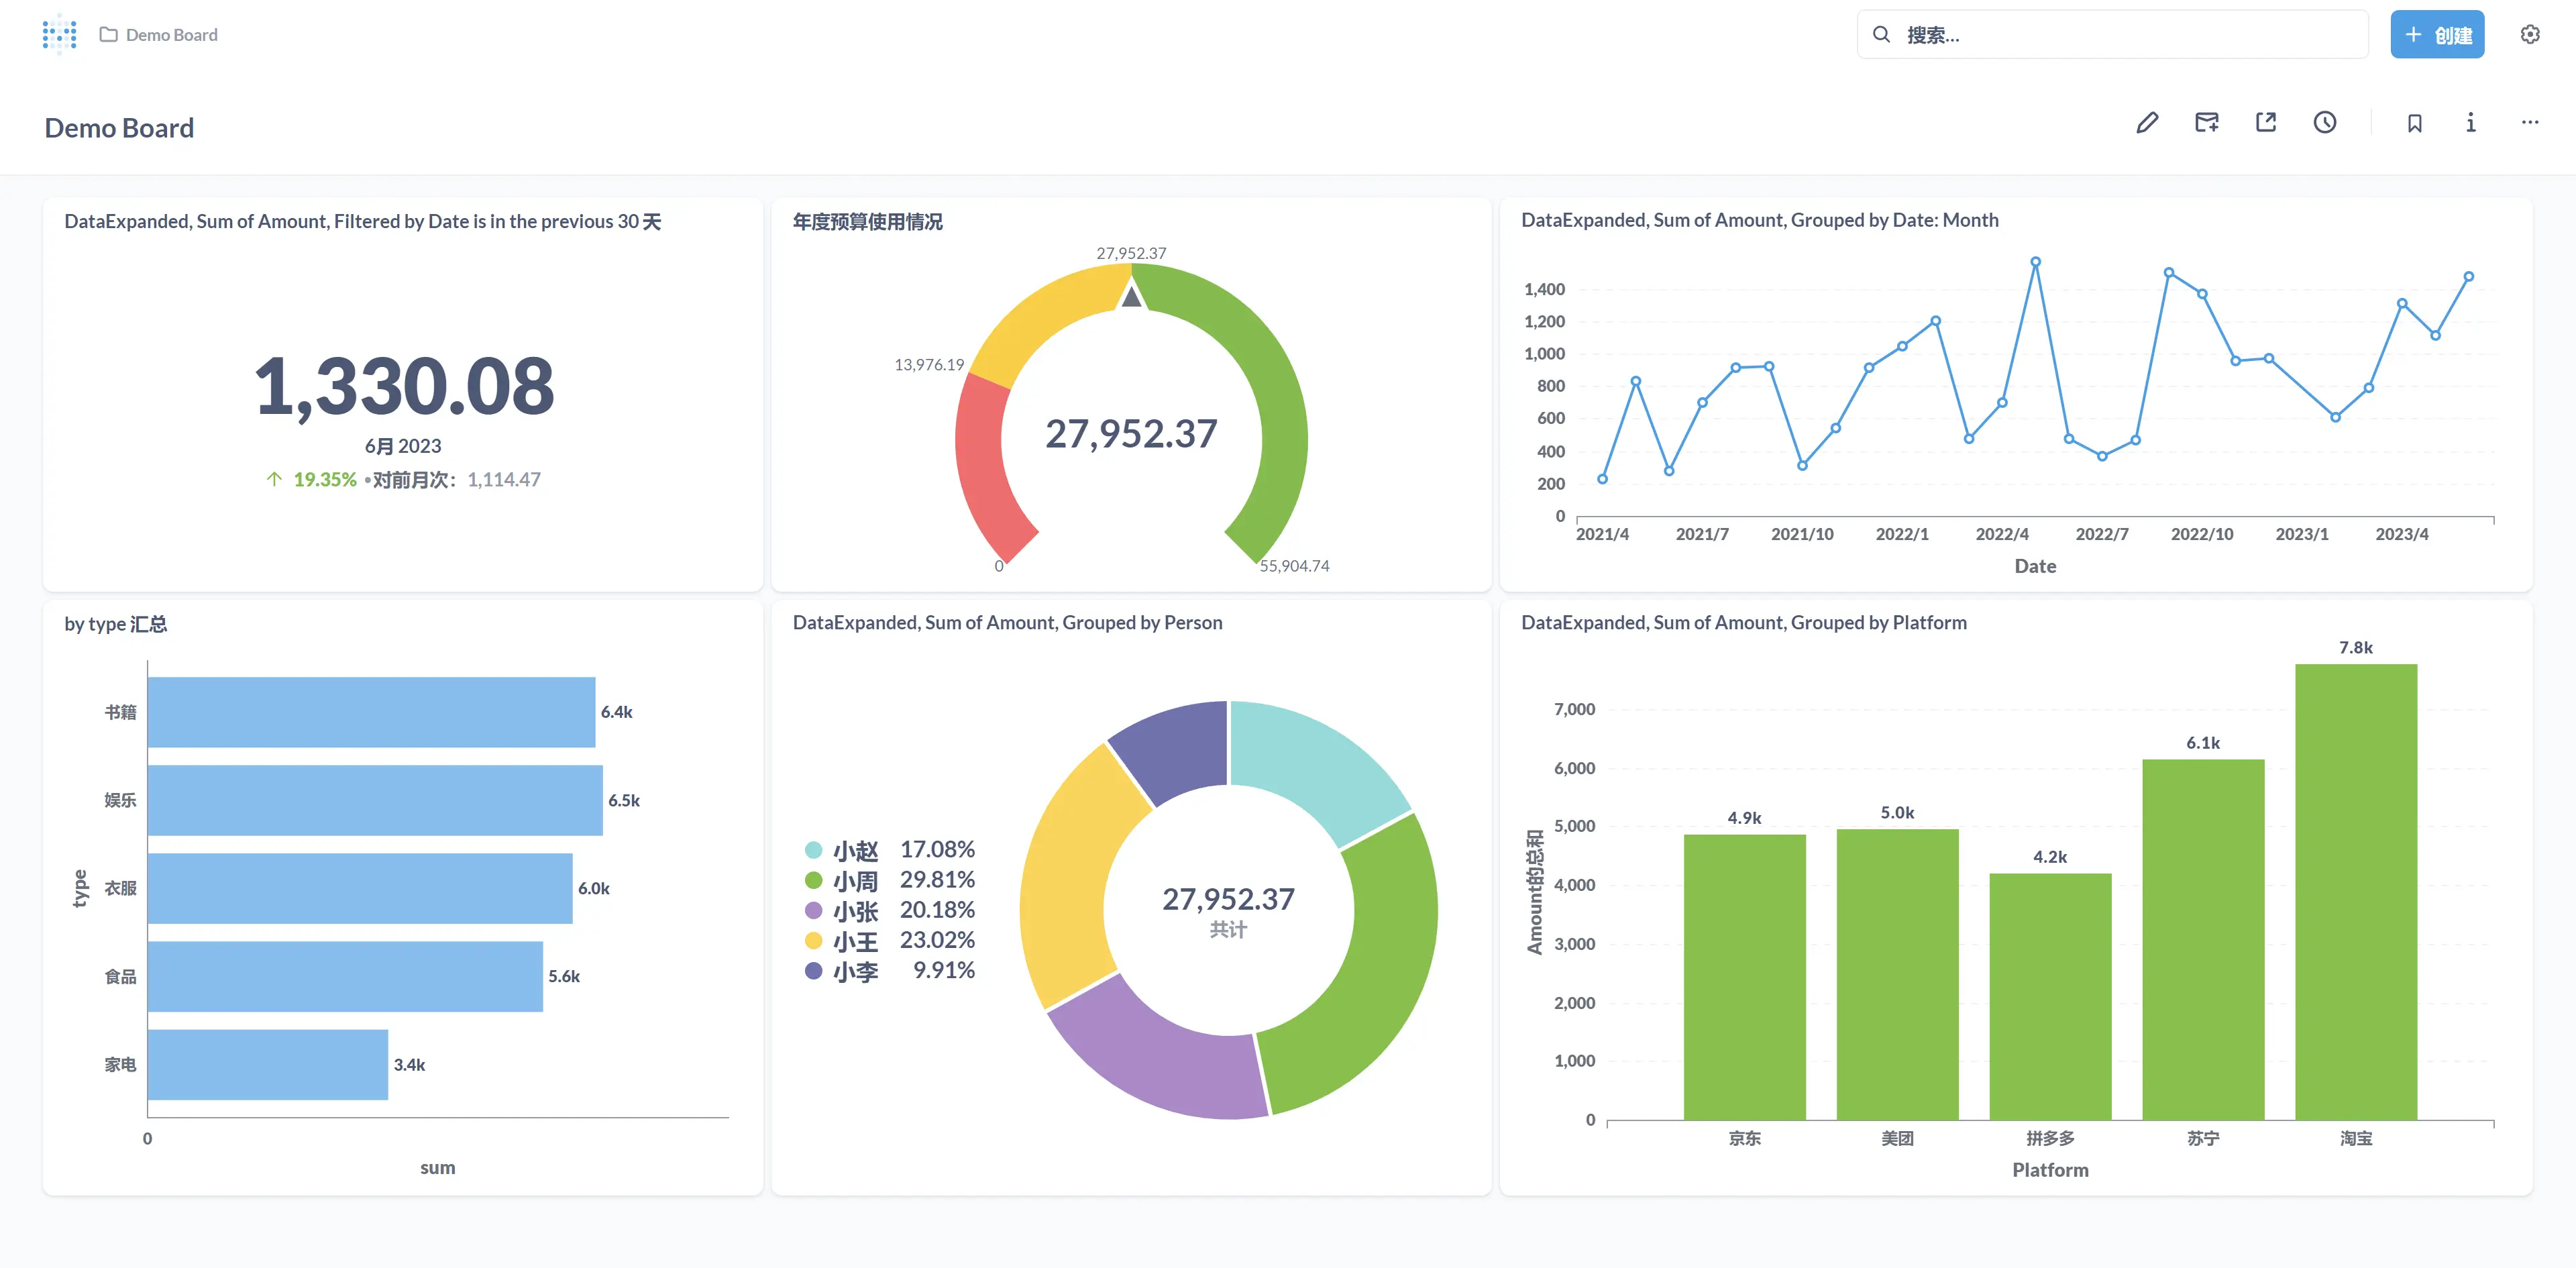 Demo Board
搜索...
创建
Demo Board
DataExpanded, Sum of Amount, Filtered by Date is in the previous 30 天
1,330.08
6月 2023
19.35% •对前月次： 1,114.47
年度预算使用情况
27,952.37
13,976.19
27,952.37
0
55,904.74
DataExpanded, Sum of Amount, Grouped by Date: Month
1,400
1,200
1,000
800
600
400
200
0
2021/4 2021/7 2021/10 2022/1 2022/4 2022/7 2022/10 2023/1 2023/4
Date
by type 汇总
书籍 6.4k
娱乐 6.5k
衣服 6.0k
食品 5.6k
家电 3.4k
type
0
sum
DataExpanded, Sum of Amount, Grouped by Person
小赵 17.08%
小周 29.81%
小张 20.18%
小王 23.02%
小李 9.91%
27,952.37
共计
DataExpanded, Sum of Amount, Grouped by Platform
7,000
6,000
5,000
4,000
3,000
2,000
1,000
0
Amount的总和
4.9k
5.0k
4.2k
6.1k
7.8k
京东 美团 拼多多 苏宁 淘宝
Platform